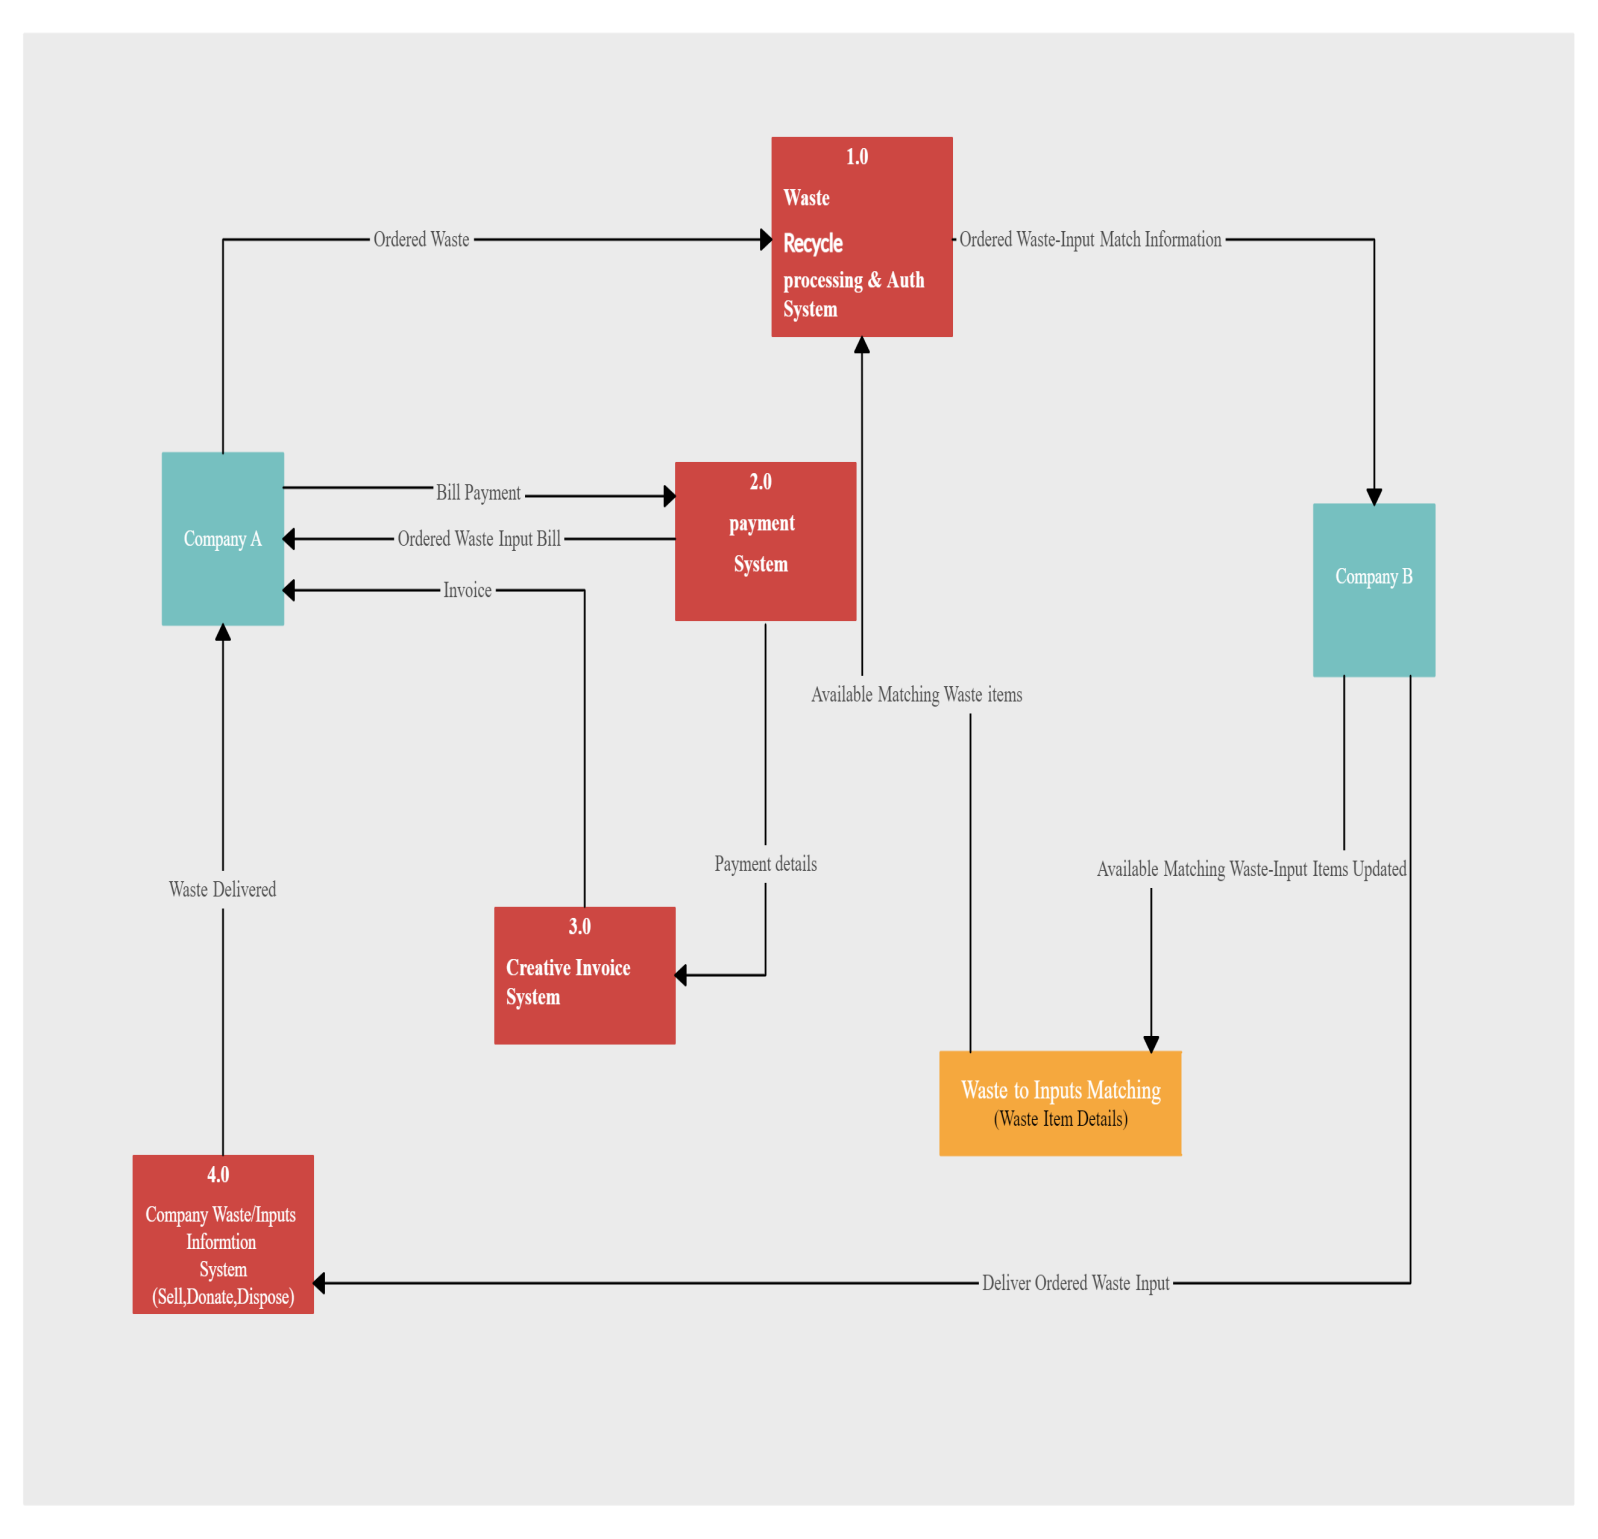 1.0
Waste
Recycle
processing & Auth
System
Ordered Waste
Ordered Waste-Input Match Information
Company A
Bill Payment
Ordered Waste Input Bill
Invoice
2.0
payment
System
Company B
Available Matching Waste items
Payment details
Available Matching Waste-Input Items Updated
Waste Delivered
3.0
Creative Invoice
System
Waste to Inputs Matching
(Waste Item Details)
4.0
Company Waste/Inputs
Informtion
System
(Sell,Donate,Dispose)
Deliver Ordered Waste Input